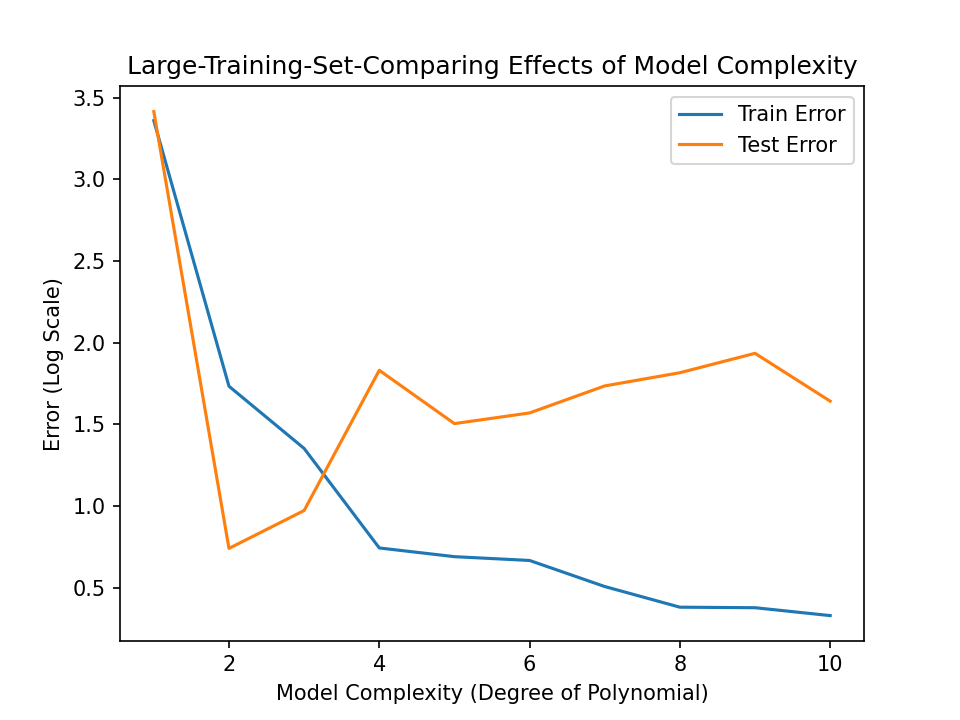 Large-Training-Set-Comparing Effects of Model Complexity
Train Error
Test Error
Error (Log Scale)
3.5
3.0
2.5
2.0
1.5
1.0
0.5
2 4 6 8 10
Model Complexity (Degree of Polynomial)